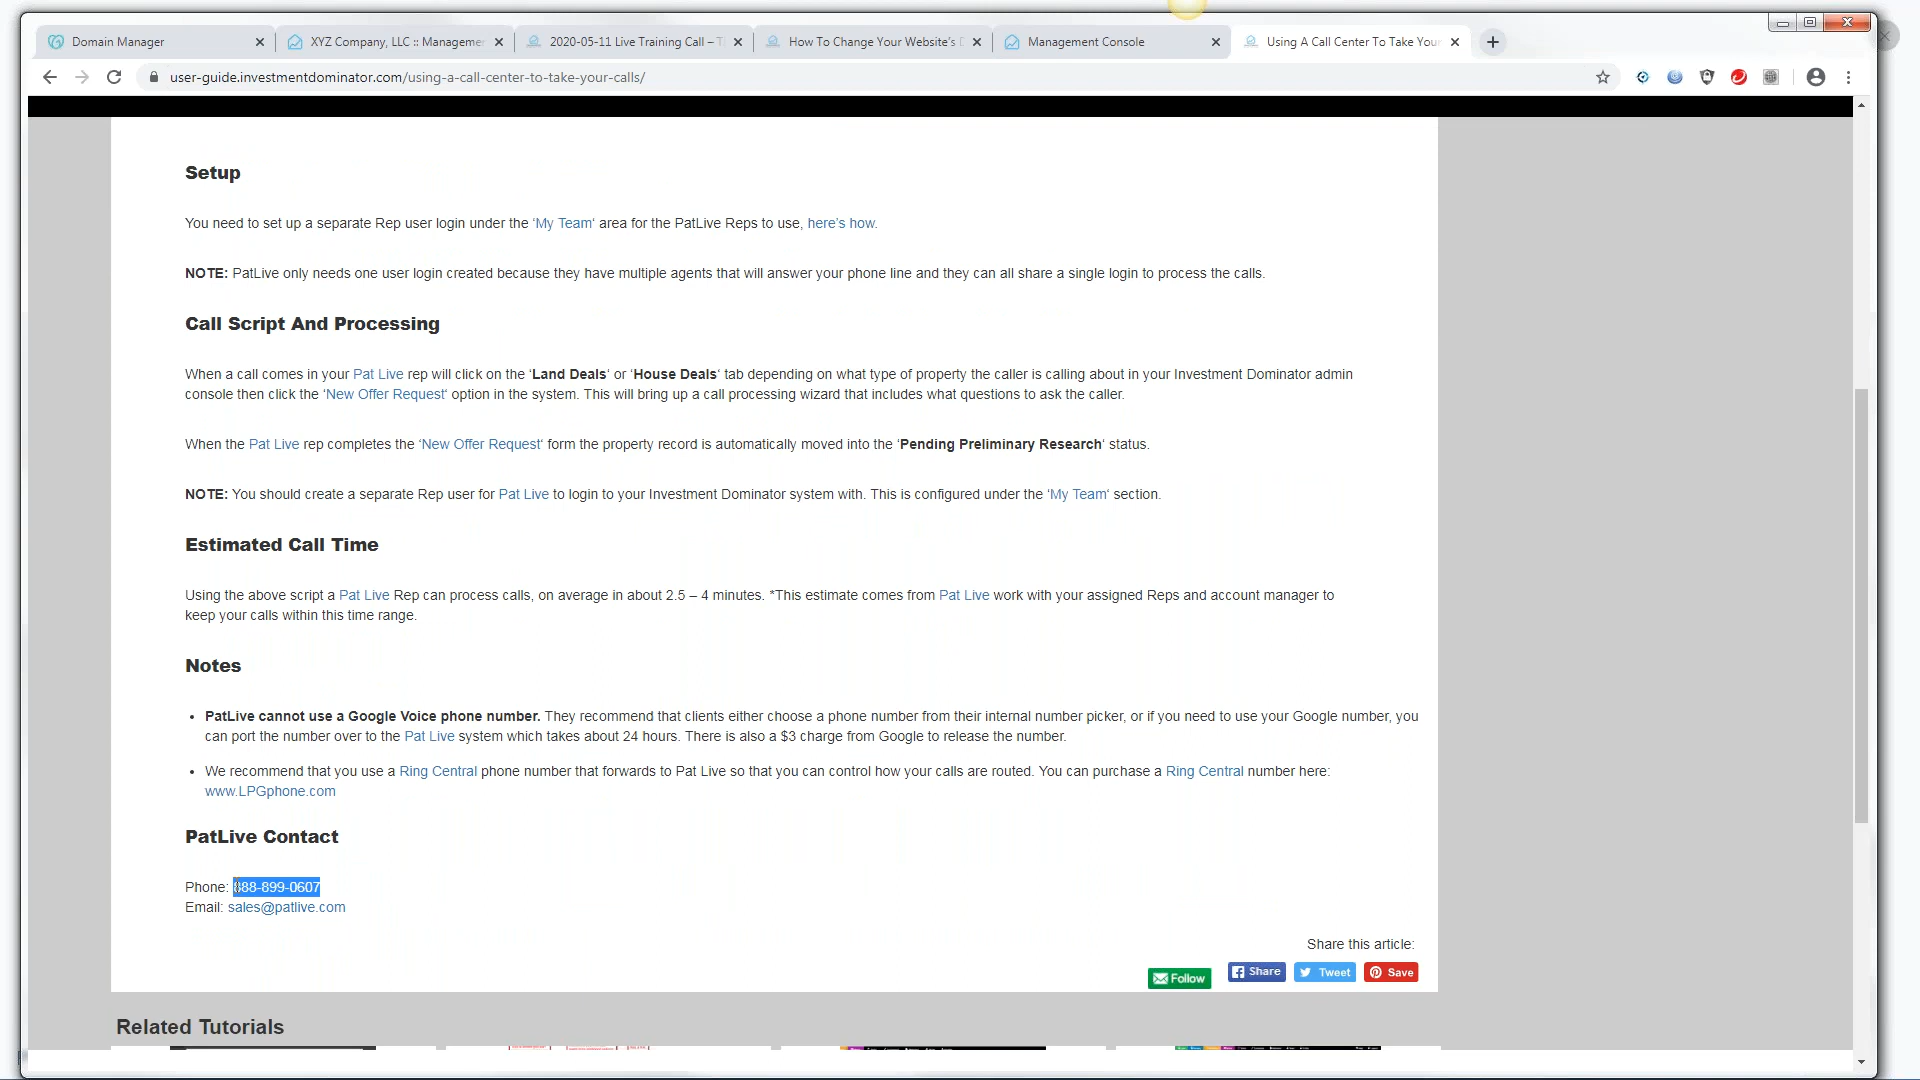 Domain Manager
XYZ Company, LLC :: Managemer
2020-05-11 Live Training Call –
How To Change Your Website's
Management Console
Using A Call Center To Take Your
user-guide.investmentdominator.com/using-a-call-center-to-take-your-calls/
Setup
You need to set up a separate Rep user login under the ‘My Team‘ area for the PatLive Reps to use, here’s how.
NOTE: PatLive only needs one user login created because they have multiple agents that will answer your phone line and they can all share a single login to process the calls.
Call Script And Processing
When a call comes in your Pat Live rep will click on the ‘Land Deals‘ or ‘House Deals‘ tab depending on what type of property the caller is calling about in your Investment Dominator admin
console then click the ‘New Offer Request‘ option in the system. This will bring up a call processing wizard that includes what questions to ask the caller.
When the Pat Live rep completes the ‘New Offer Request‘ form the property record is automatically moved into the ‘Pending Preliminary Research‘ status.
NOTE: You should create a separate Rep user for Pat Live to login to your Investment Dominator system with. This is configured under the ‘My Team‘ section.
Estimated Call Time
Using the above script a Pat Live Rep can process calls, on average in about 2.5 – 4 minutes. *This estimate comes from Pat Live work with your assigned Reps and account manager to
keep your calls within this time range.
Notes
• PatLive cannot use a Google Voice phone number. They recommend that clients either choose a phone number from their internal number picker, or if you need to use your Google number, you
can port the number over to the Pat Live system which takes about 24 hours. There is also a $3 charge from Google to release the number.
• We recommend that you use a Ring Central phone number that forwards to Pat Live so that you can control how your calls are routed. You can purchase a Ring Central number here:
www.LPGphone.com
PatLive Contact
Phone: 888-899-0607
Email: sales@patlive.com
Share this article:
Follow
Share
Tweet
Save
Related Tutorials